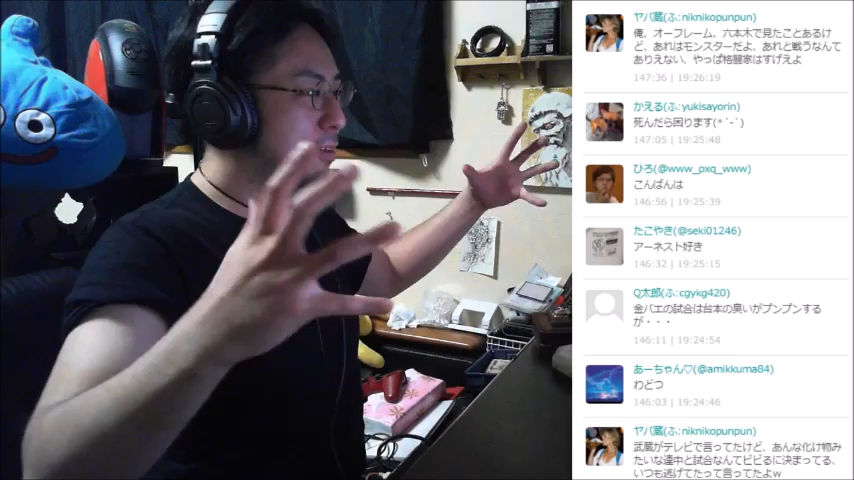 ヤバ蔵(ふ:niknikopunpun)
俺、オーフレーム、六本木で見たことあるけ
ど、あれはモンスターだよ、あれと戦うなんて
ありえない、やっぱ格闘家はすげえよ
147:36 | 19:26:19
かえる(ふ:yukisayorin)
死んだら困ります(*´-`)
147:05 | 19:25:48
ひろ(@www_pxq_www)
こんばんは
146:56 | 19:25:39
たこやき(@seki01246)
アーネスト好き
146:32 | 19:25:15
Q太郎(ふ:cgykg420)
金バエの試合は台本の臭いがプンプンする
が・・・
146:11 | 19:24:54
あーちゃん♡(@amikkuma84)
わどつ
146:03 | 19:24:46
ヤバ蔵(ふ:niknikopunpun)
武蔵がテレビで言ってたけど、あんな化け物み
たいな連中と試合なんてビビるに決まってる、
いつも逃げてたって言ってたよw